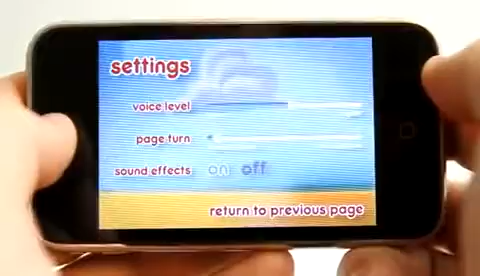 settings
voice level
page turn
sound effects on off
return to previous page